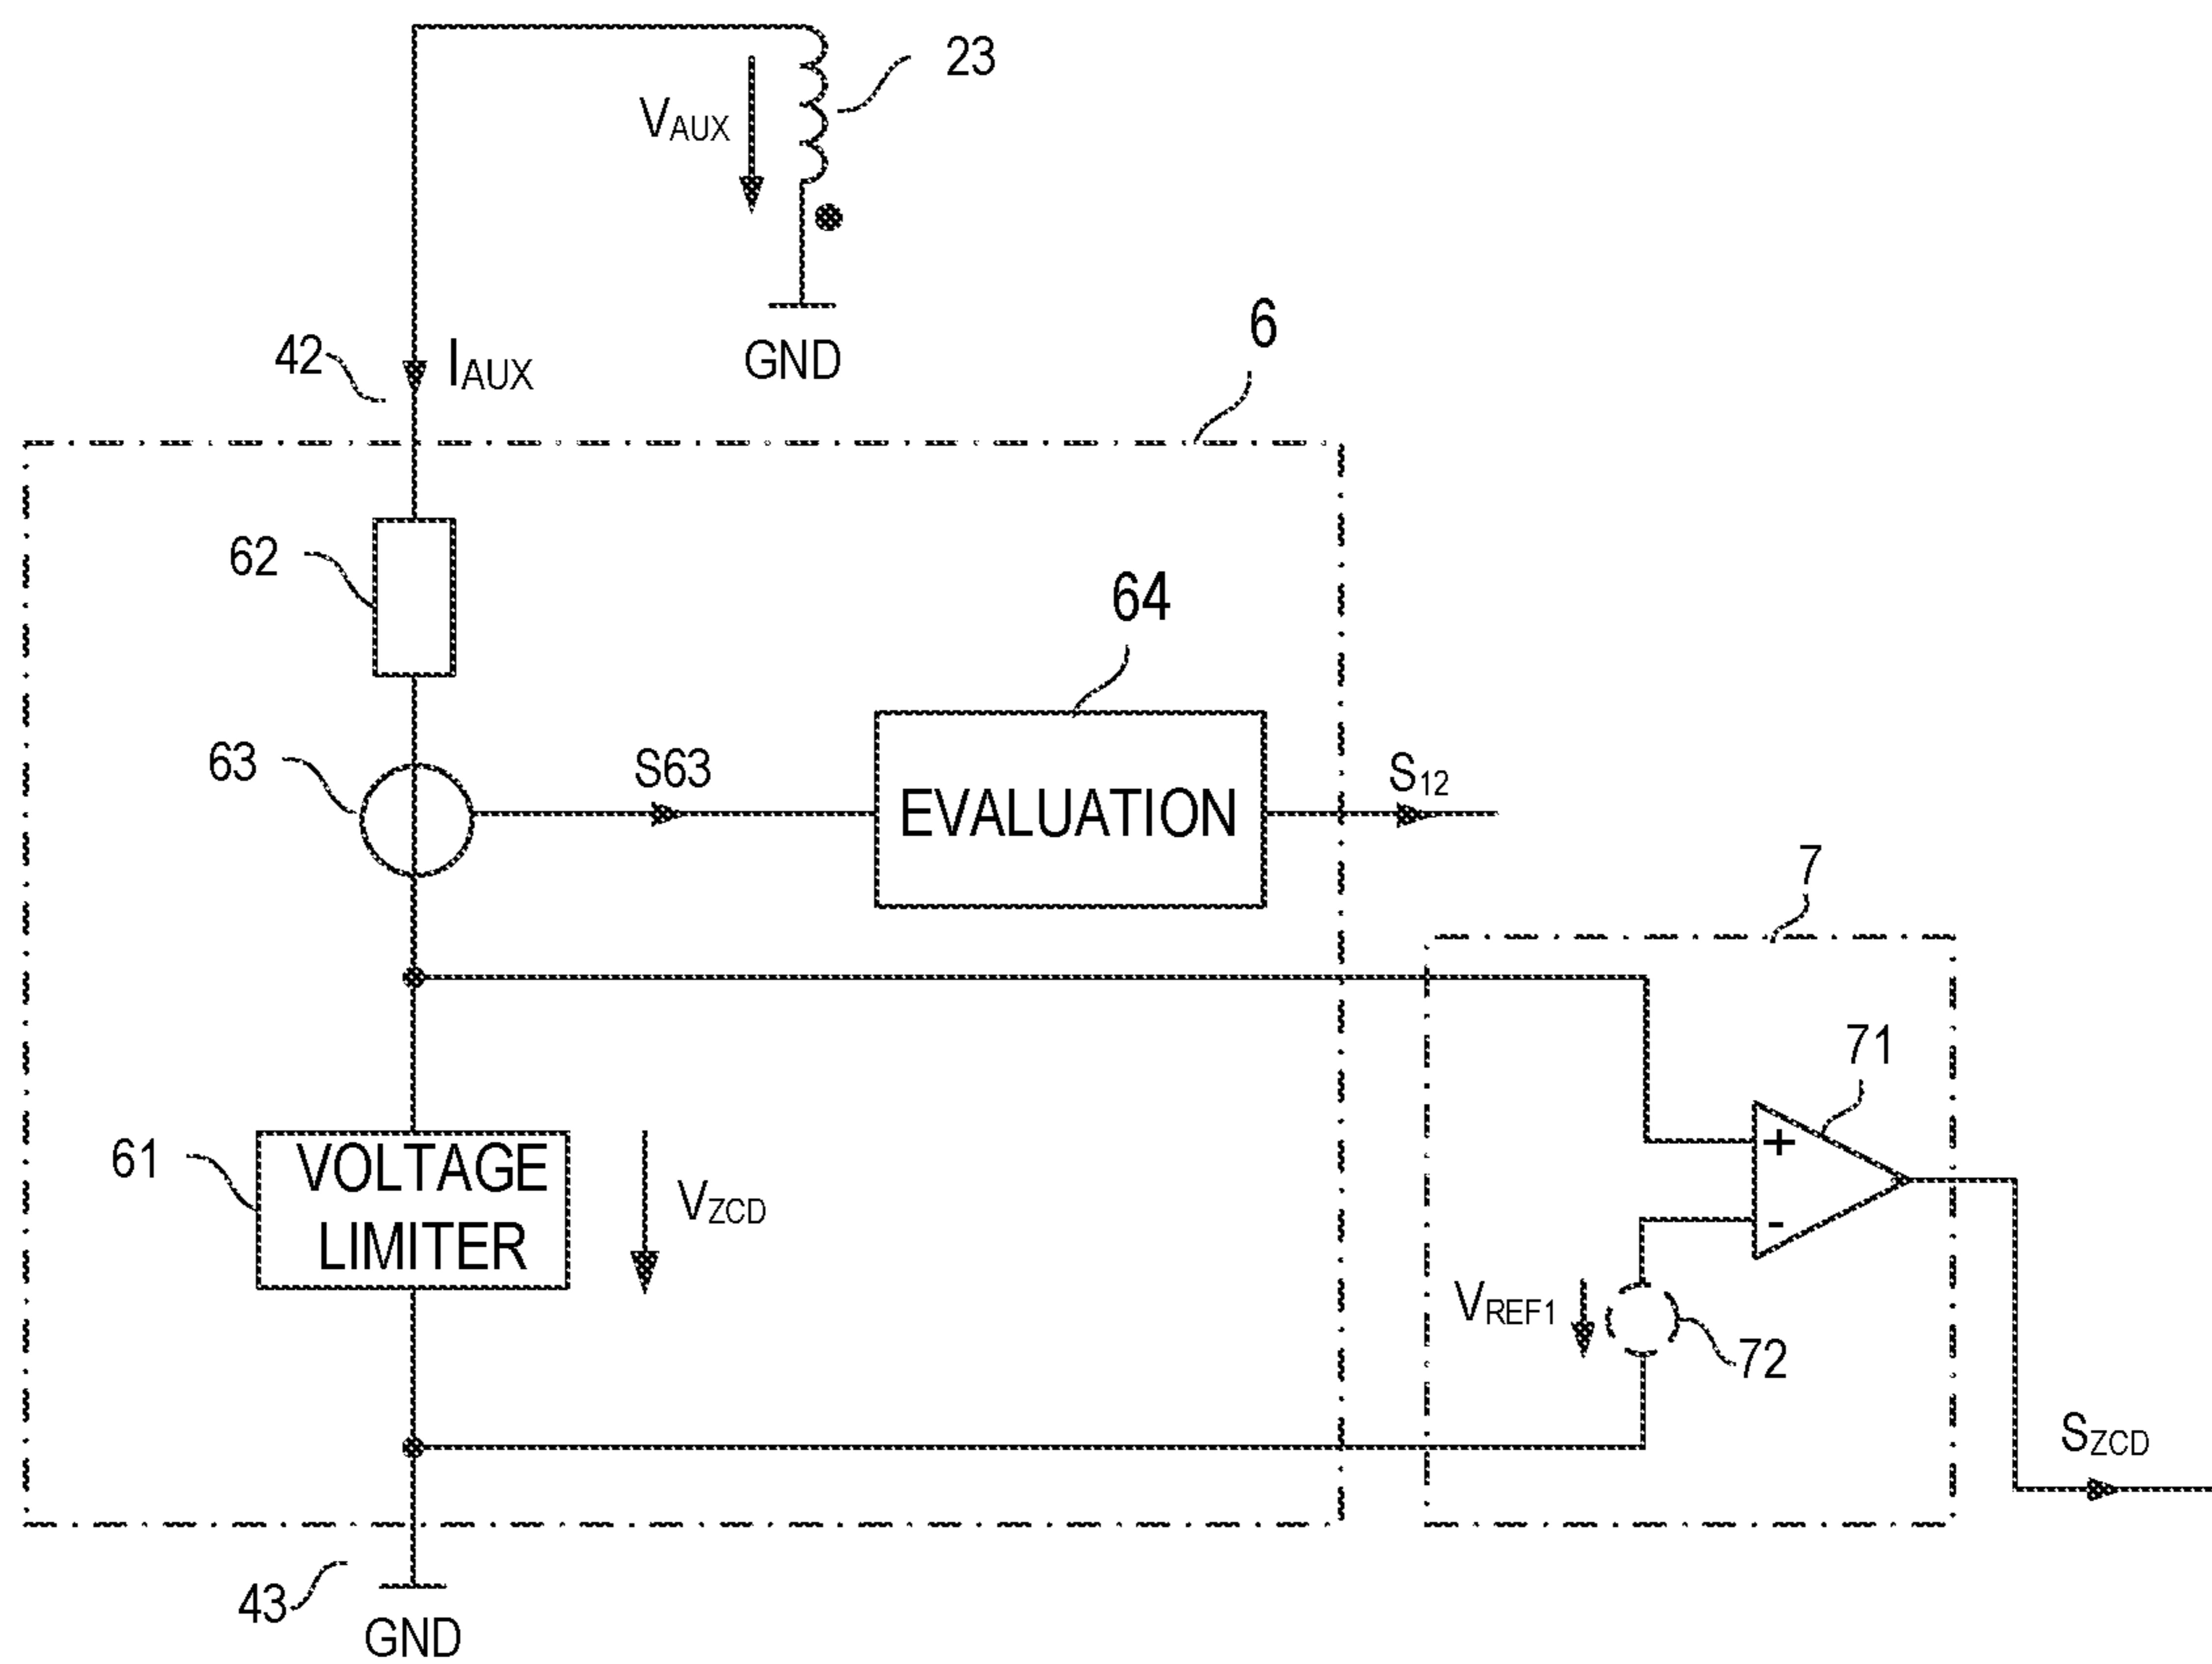 23
VAUX
GND
6
42
IAUX
62
64
63
S63
EVALUATION
S12
7
71
+
61
VOLTAGE
LIMITER
VZCD
-
VREF1
72
SZCD
43
GND